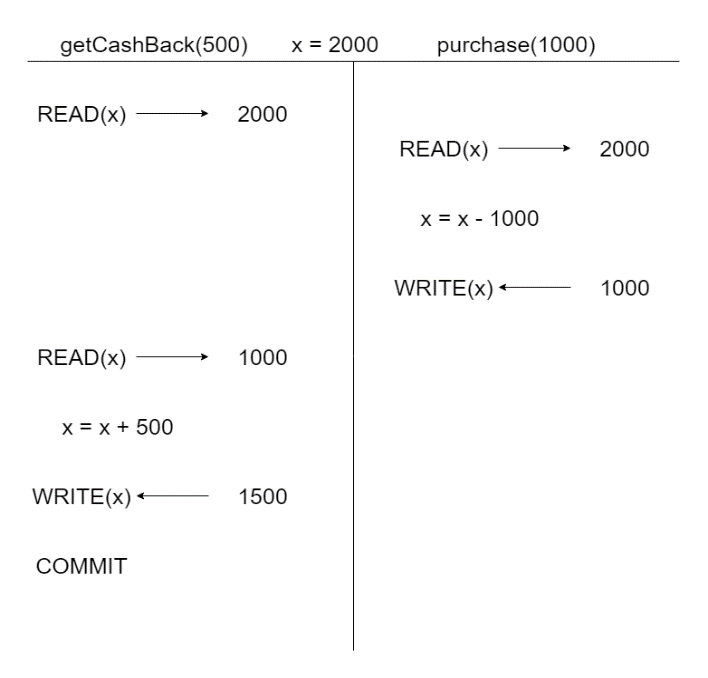 getCashBack(500) x = 2000 purchase(1000)
READ(x) 2000
READ(x) 2000
x = x - 1000
WRITE(x) 1000
READ(x) 1000
x = x + 500
WRITE(x) 1500
COMMIT